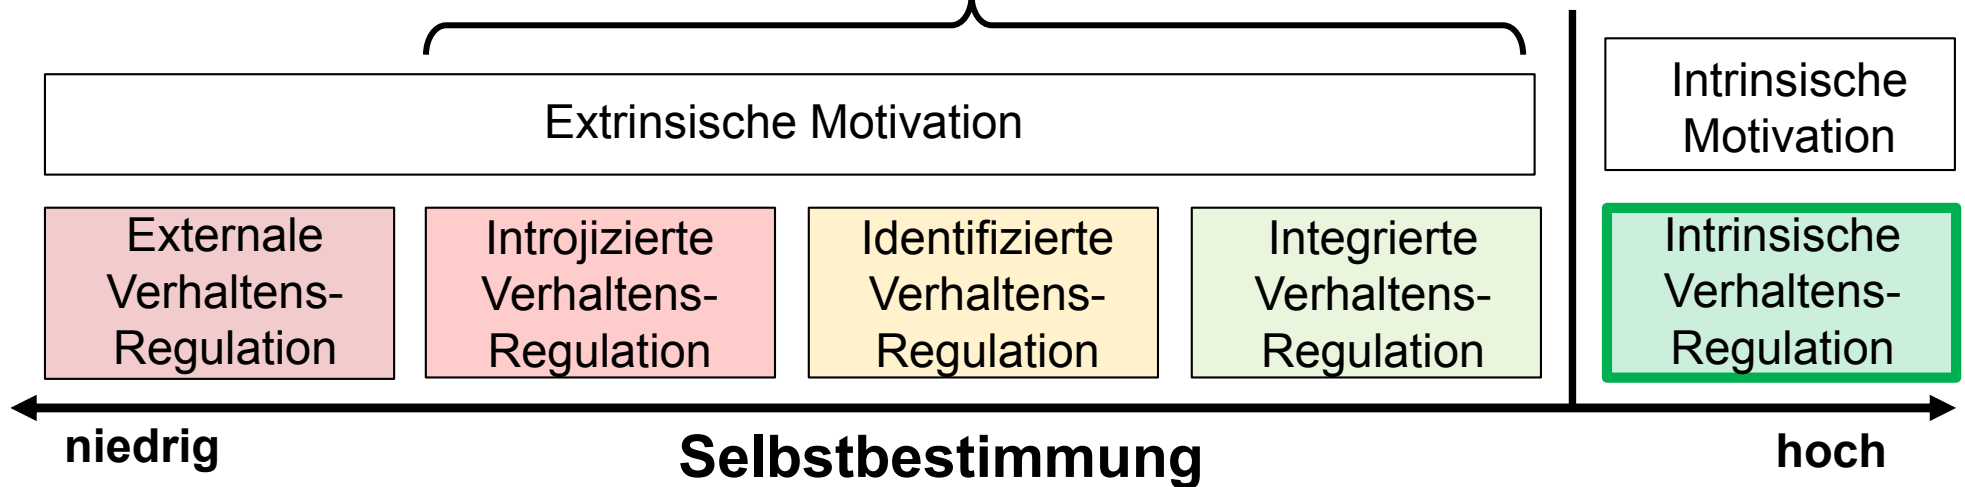 Extrinsische Motivation
Intrinsische
Motivation
Externale
Verhaltens-
Regulation
Introjizierte
Verhaltens-
Regulation
Identifizierte
Verhaltens-
Regulation
Integrierte
Verhaltens-
Regulation
Intrinsische
Verhaltens-
Regulation
niedrig
Selbstbestimmung
hoch